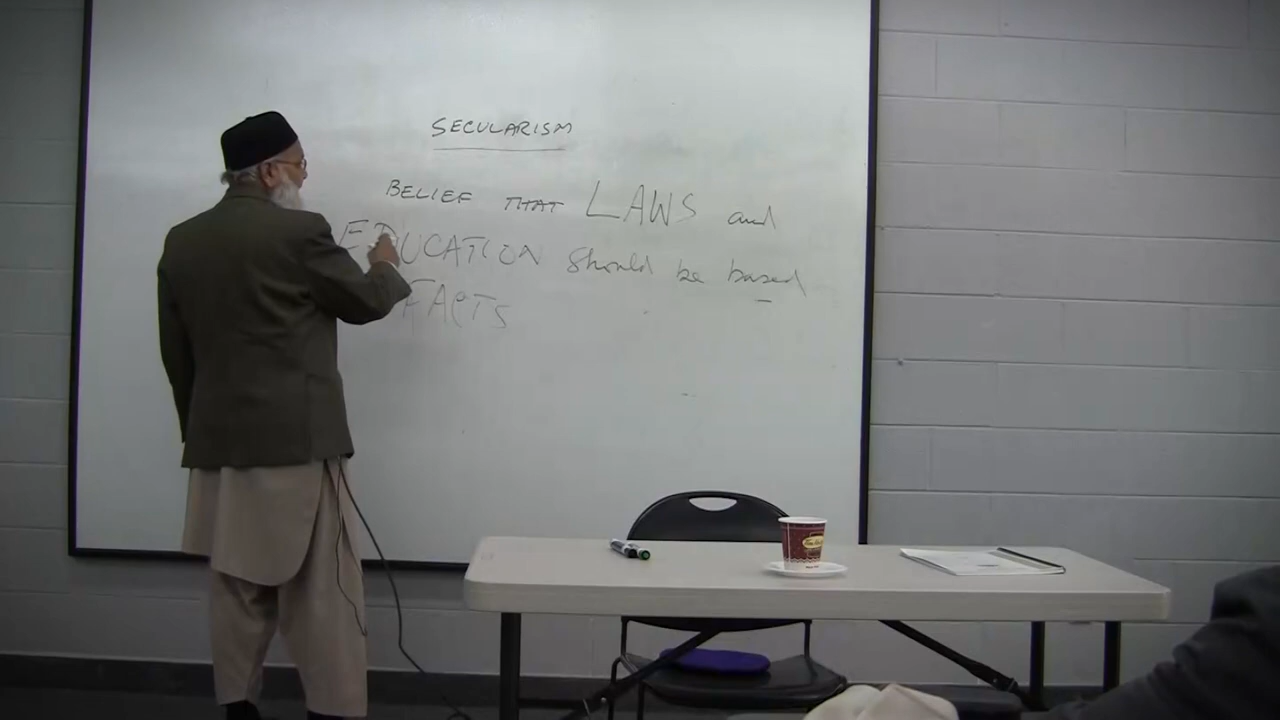 SECULARISM
BELIEF THAT LAWS and
EDUCATION should be based
FACTS